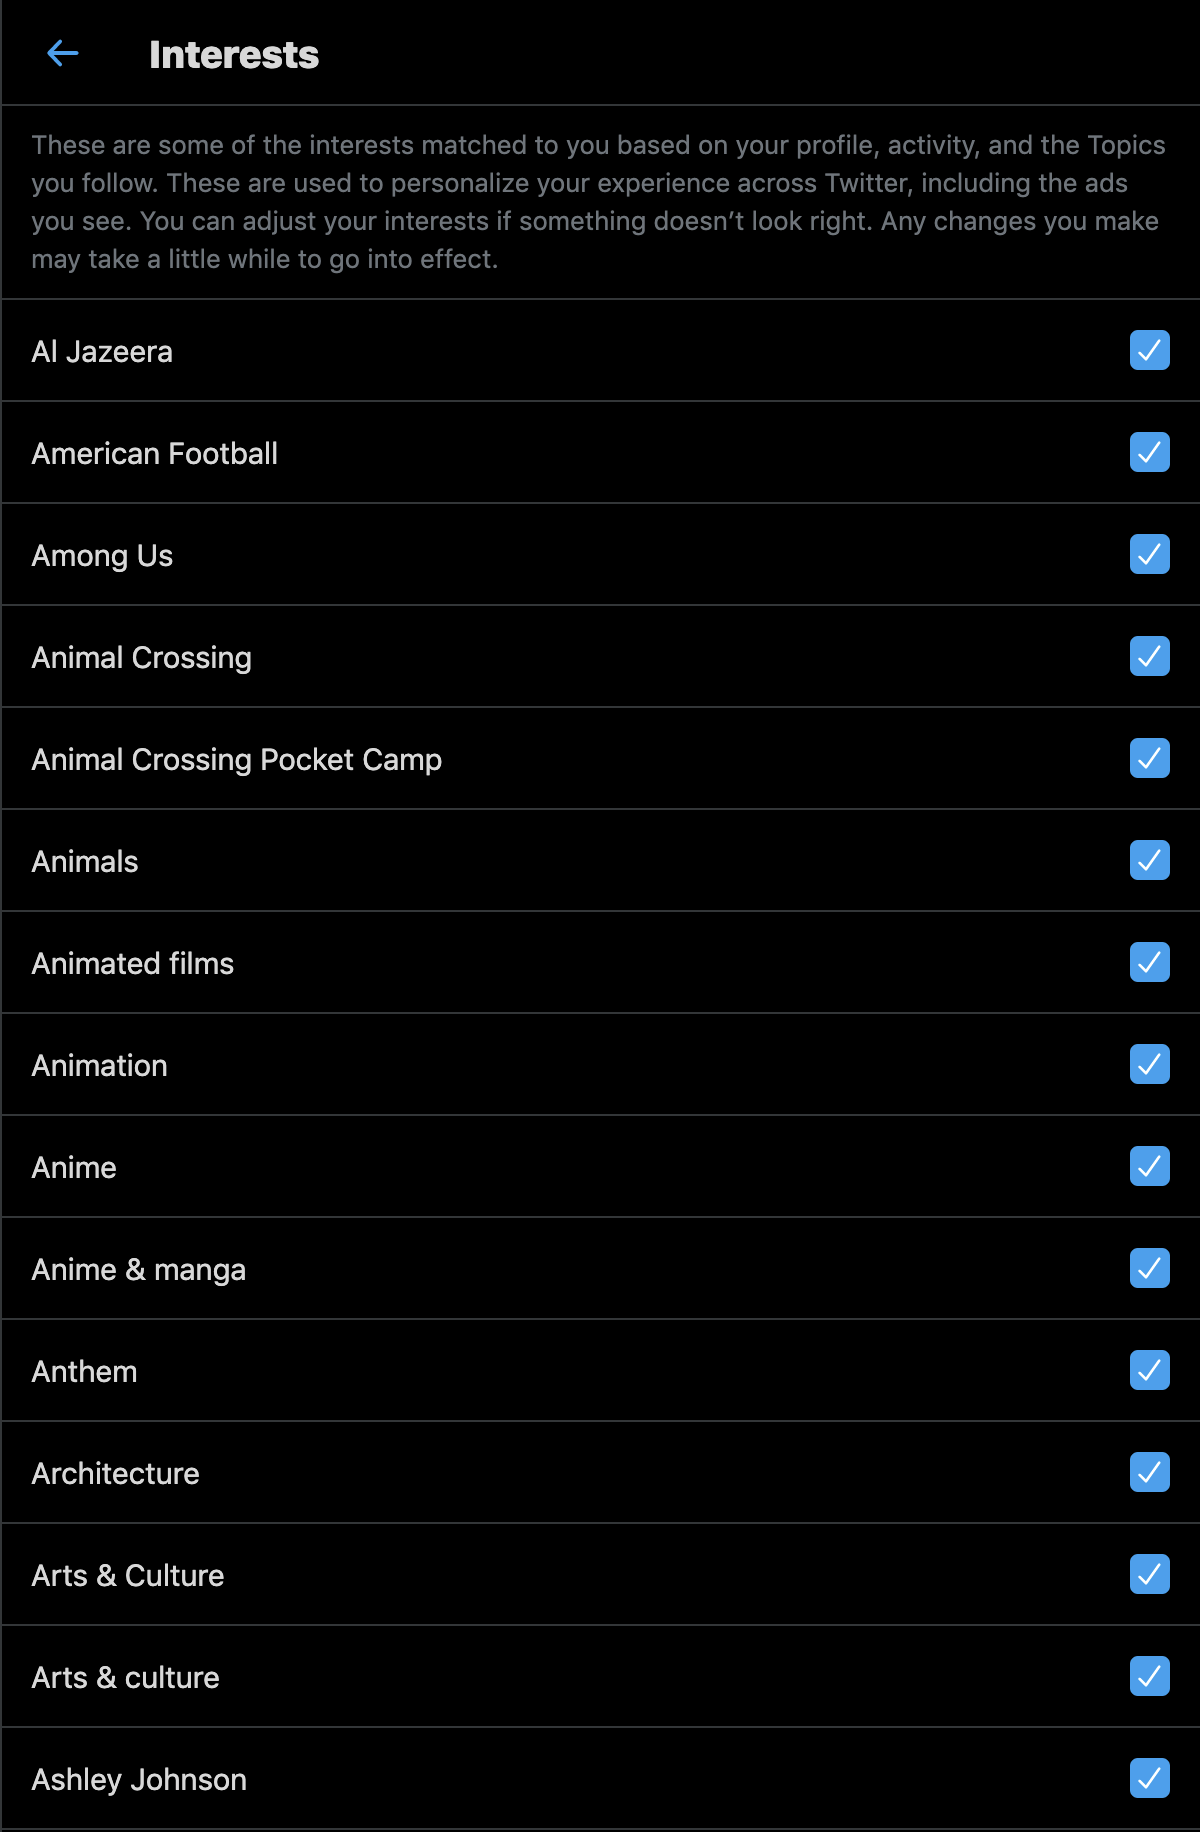 Interests
These are some of the interests matched to you based on your profile, activity, and the Topics
you follow. These are used to personalize your experience across Twitter, including the ads
you see. You can adjust your interests if something doesn’t look right. Any changes you make
may take a little while to go into effect.
Al Jazeera
American Football
Among Us
Animal Crossing
Animal Crossing Pocket Camp
Animals
Animated films
Animation
Anime
Anime & manga
Anthem
Architecture
Arts & Culture
Arts & culture
Ashley Johnson